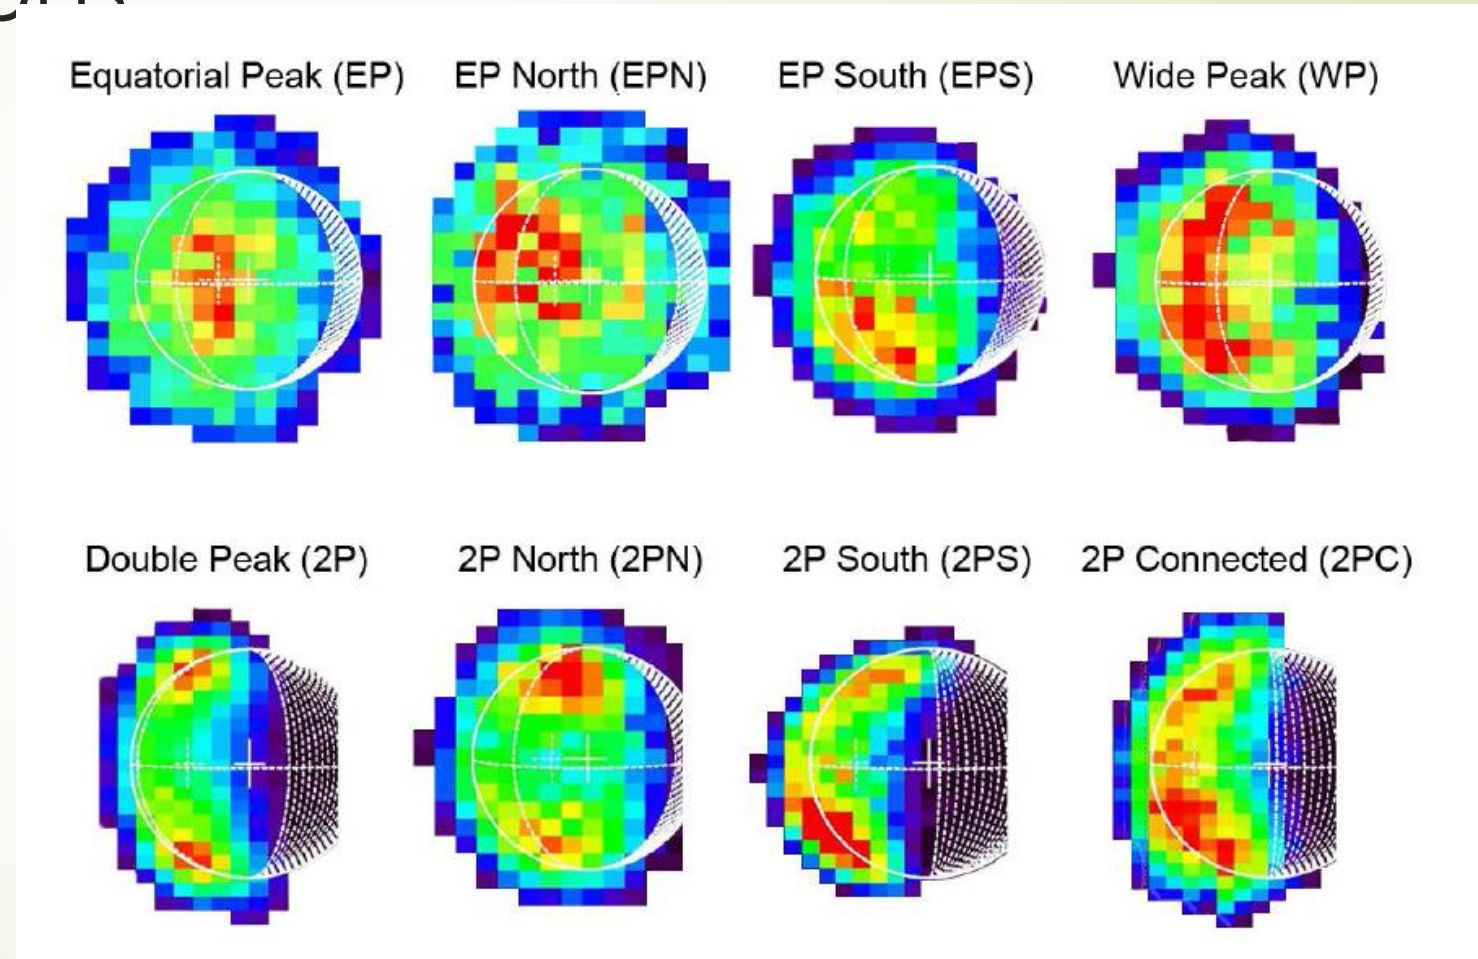 Equatorial Peak (EP)
EP North (EPN)
EP South (EPS)
Wide Peak (WP)
Double Peak (2P)
2P North (2PN)
2P South (2PS)
2P Connected (2PC)